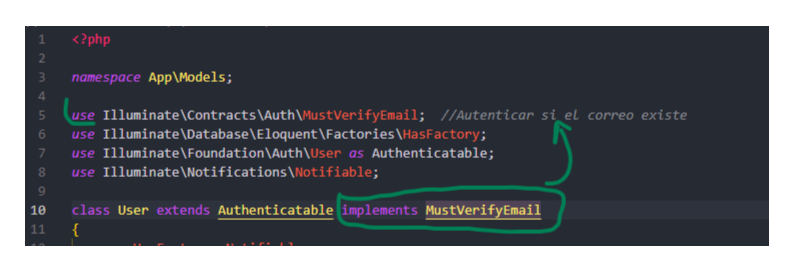 1 <?php
2
3 namespace App\Models;
4
5 use Illuminate\Contracts\Auth\MustVerifyEmail; //Autenticar si el correo existe
6 use Illuminate\Database\Eloquent\Factories\HasFactory;
7 use Illuminate\Foundation\Auth\User as Authenticatable;
8 use Illuminate\Notifications\Notifiable;
9
10 class User extends Authenticatable implements MustVerifyEmail
11 {